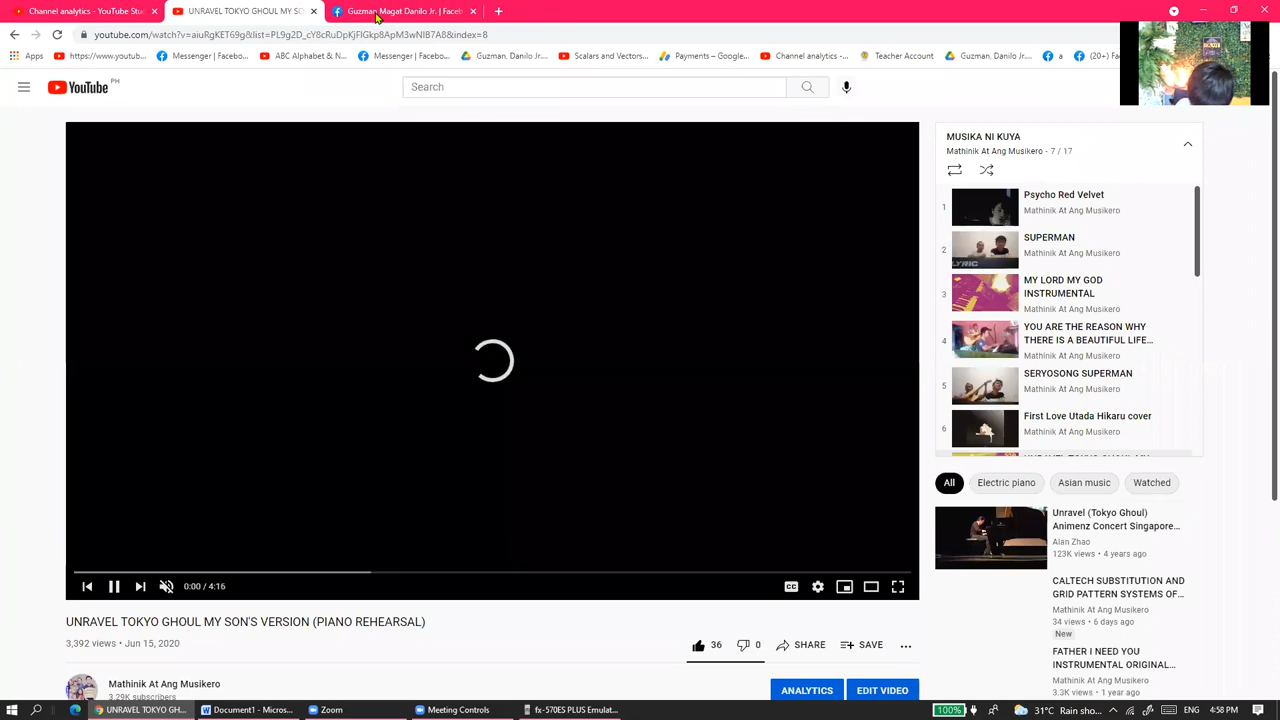 Channel analytics - YouTube Stu
UNRAVEL TOKYO GHOUL MY SO
Guzman Magat Danilo Jr. | Faceb
youtube.com/watch?v=aiuRgKET69g&list=PL9g2D_cY8cRuDpKjFlGkp8ApM3wNIB7A8&index=8
Apps
https://www.youtub...
Messenger | Facebo...
ABC Alphabet & N...
Messenger | Facebo...
Guzman, Danilo Jr....
Scalars and Vectors...
Payments – Google...
Channel analytics -...
Teacher Account
Guzman, Danilo Jr....
a
(20+) Fa
YouTube PH
Search
MUSIKA NI KUYA
Mathinik At Ang Musikero - 7 / 17
1
Psycho Red Velvet
Mathinik At Ang Musikero
2
SUPERMAN
Mathinik At Ang Musikero
3
MY LORD MY GOD
INSTRUMENTAL
Mathinik At Ang Musikero
4
YOU ARE THE REASON WHY
THERE IS A BEAUTIFUL LIFE...
Mathinik At Ang Musikero
5
SERYOSONG SUPERMAN
Mathinik At Ang Musikero
6
First Love Utada Hikaru cover
Mathinik At Ang Musikero
All
Electric piano
Asian music
Watched
Unravel (Tokyo Ghoul)
Animenz Concert Singapore...
Alan Zhao
123K views • 4 years ago
CALTECH SUBSTITUTION AND
GRID PATTERN SYSTEMS OF...
Mathinik At Ang Musikero
34 views • 6 days ago
New
FATHER I NEED YOU
INSTRUMENTAL ORIGINAL...
Mathinik At Ang Musikero
3.3K views • 1 year ago
0:00 / 4:16
CC
UNRAVEL TOKYO GHOUL MY SON'S VERSION (PIANO REHEARSAL)
3,392 views • Jun 15, 2020
36
0
SHARE
SAVE
Mathinik At Ang Musikero
3.29K subscribers
ANALYTICS
EDIT VIDEO
UNRAVEL TOKYO GH...
Document1 - Micros...
Zoom
Meeting Controls
fx-570ES PLUS Emulat...
100%
31°C Rain sho...
ENG
4:58 PM